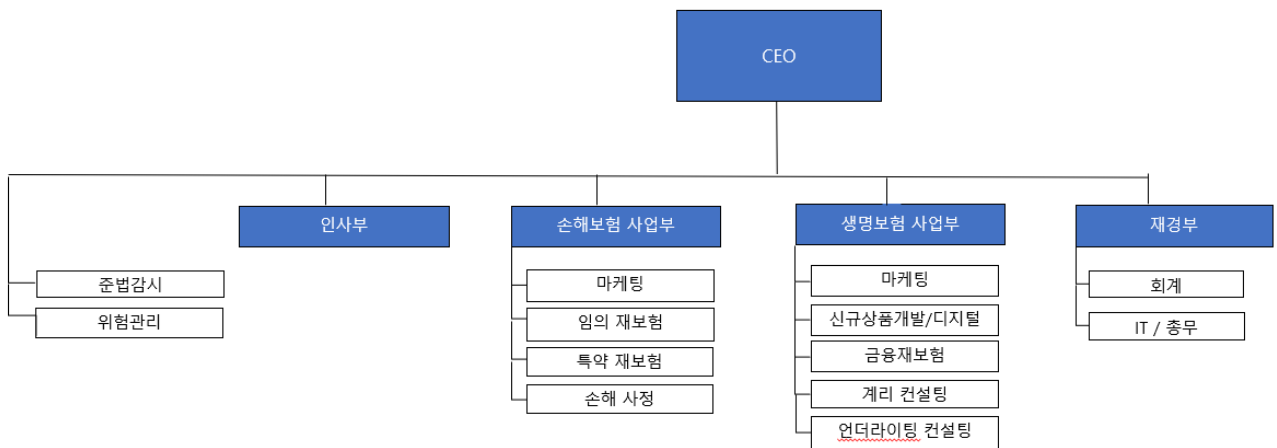 CEO
인사부
손해보험 사업부
생명보험 사업부
재경부
준법감시
위험관리
마케팅
임의 재보험
특약 재보험
손해 사정
마케팅
신규상품개발/디지털
금융재보험
계리 컨설팅
언더라이팅 컨설팅
회계
IT / 총무